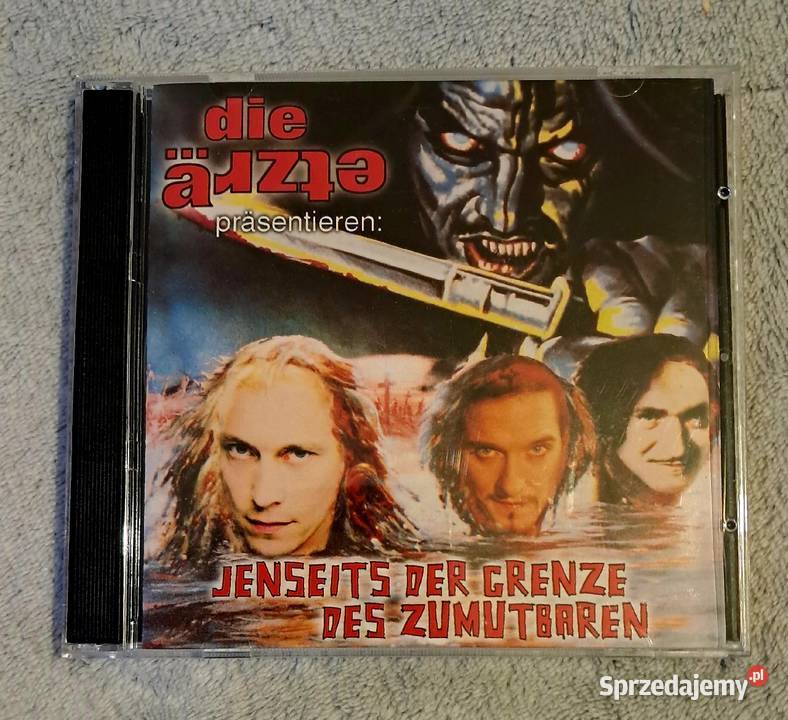 die
ärzte
präsentieren:
JENSEITS DER GRENZE
DES ZUMUTBAREN
Sprzedajemy.pl